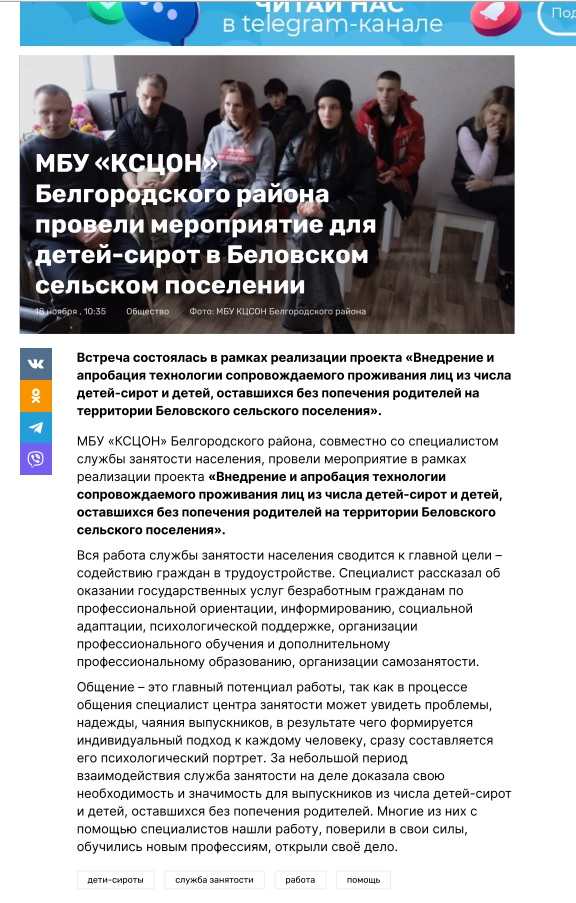 ЧИТАЙ НАС
в telegram-канале
МБУ «КСЦОН»
Белгородского района
провели мероприятие для
детей-сирот в Беловском
сельском поселении
18 ноября , 10:35 Общество Фото: МБУ КЦСОН Белгородского района
Встреча состоялась в рамках реализации проекта «Внедрение и
апробация технологии сопровождаемого проживания лиц из числа
детей-сирот и детей, оставшихся без попечения родителей на
территории Беловского сельского поселения».
МБУ «КСЦОН» Белгородского района, совместно со специалистом
службы занятости населения, провели мероприятие в рамках
реализации проекта «Внедрение и апробация технологии
сопровождаемого проживания лиц из числа детей-сирот и детей,
оставшихся без попечения родителей на территории Беловского
сельского поселения».
Вся работа службы занятости населения сводится к главной цели –
содействию граждан в трудоустройстве. Специалист рассказал об
оказании государственных услуг безработным гражданам по
профессиональной ориентации, информированию, социальной
адаптации, психологической поддержке, организации
профессионального обучения и дополнительному
профессиональному образованию, организации самозанятости.
Общение – это главный потенциал работы, так как в процессе
общения специалист центра занятости может увидеть проблемы,
надежды, чаяния выпускников, в результате чего формируется
индивидуальный подход к каждому человеку, сразу составляется
его психологический портрет. За небольшой период
взаимодействия служба занятости на деле доказала свою
необходимость и значимость для выпускников из числа детей-сирот
и детей, оставшихся без попечения родителей. Многие из них с
помощью специалистов нашли работу, поверили в свои силы,
обучились новым профессиям, открыли своё дело.
дети-сироты служба занятости работа помощь